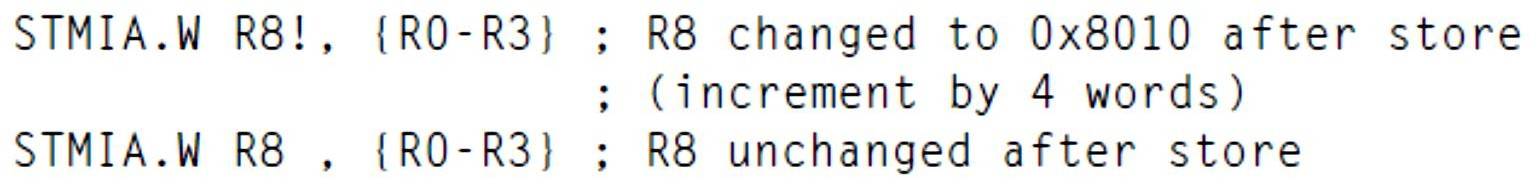 STMIA.W R8!, {R0-R3} ; R8 changed to 0x8010 after store
; (increment by 4 words)
STMIA.W R8 , {R0-R3} ; R8 unchanged after store